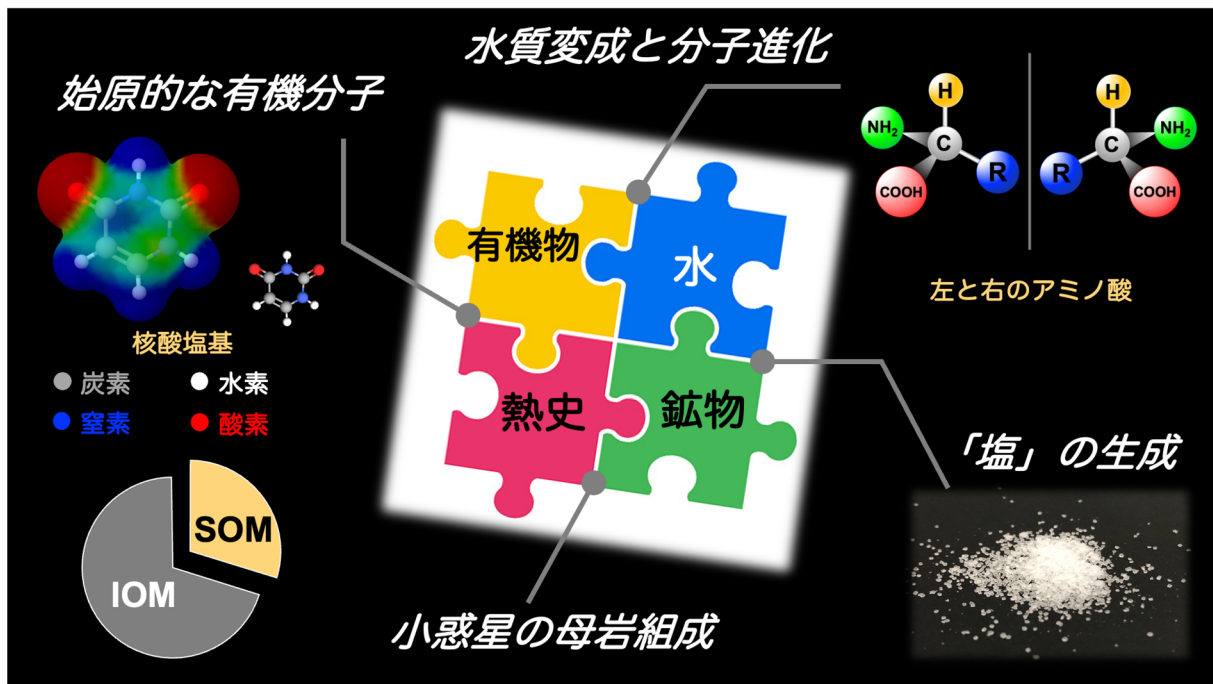 水質変成と分子進化
始原的な有機分子
H
NH₂
C
R
COOH
H
NH₂
C
R
COOH
左と右のアミノ酸
核酸塩基
炭素
水素
窒素
酸素
有機物
水
熱史
鉱物
「塩」の生成
SOM
IOM
小惑星の母岩組成